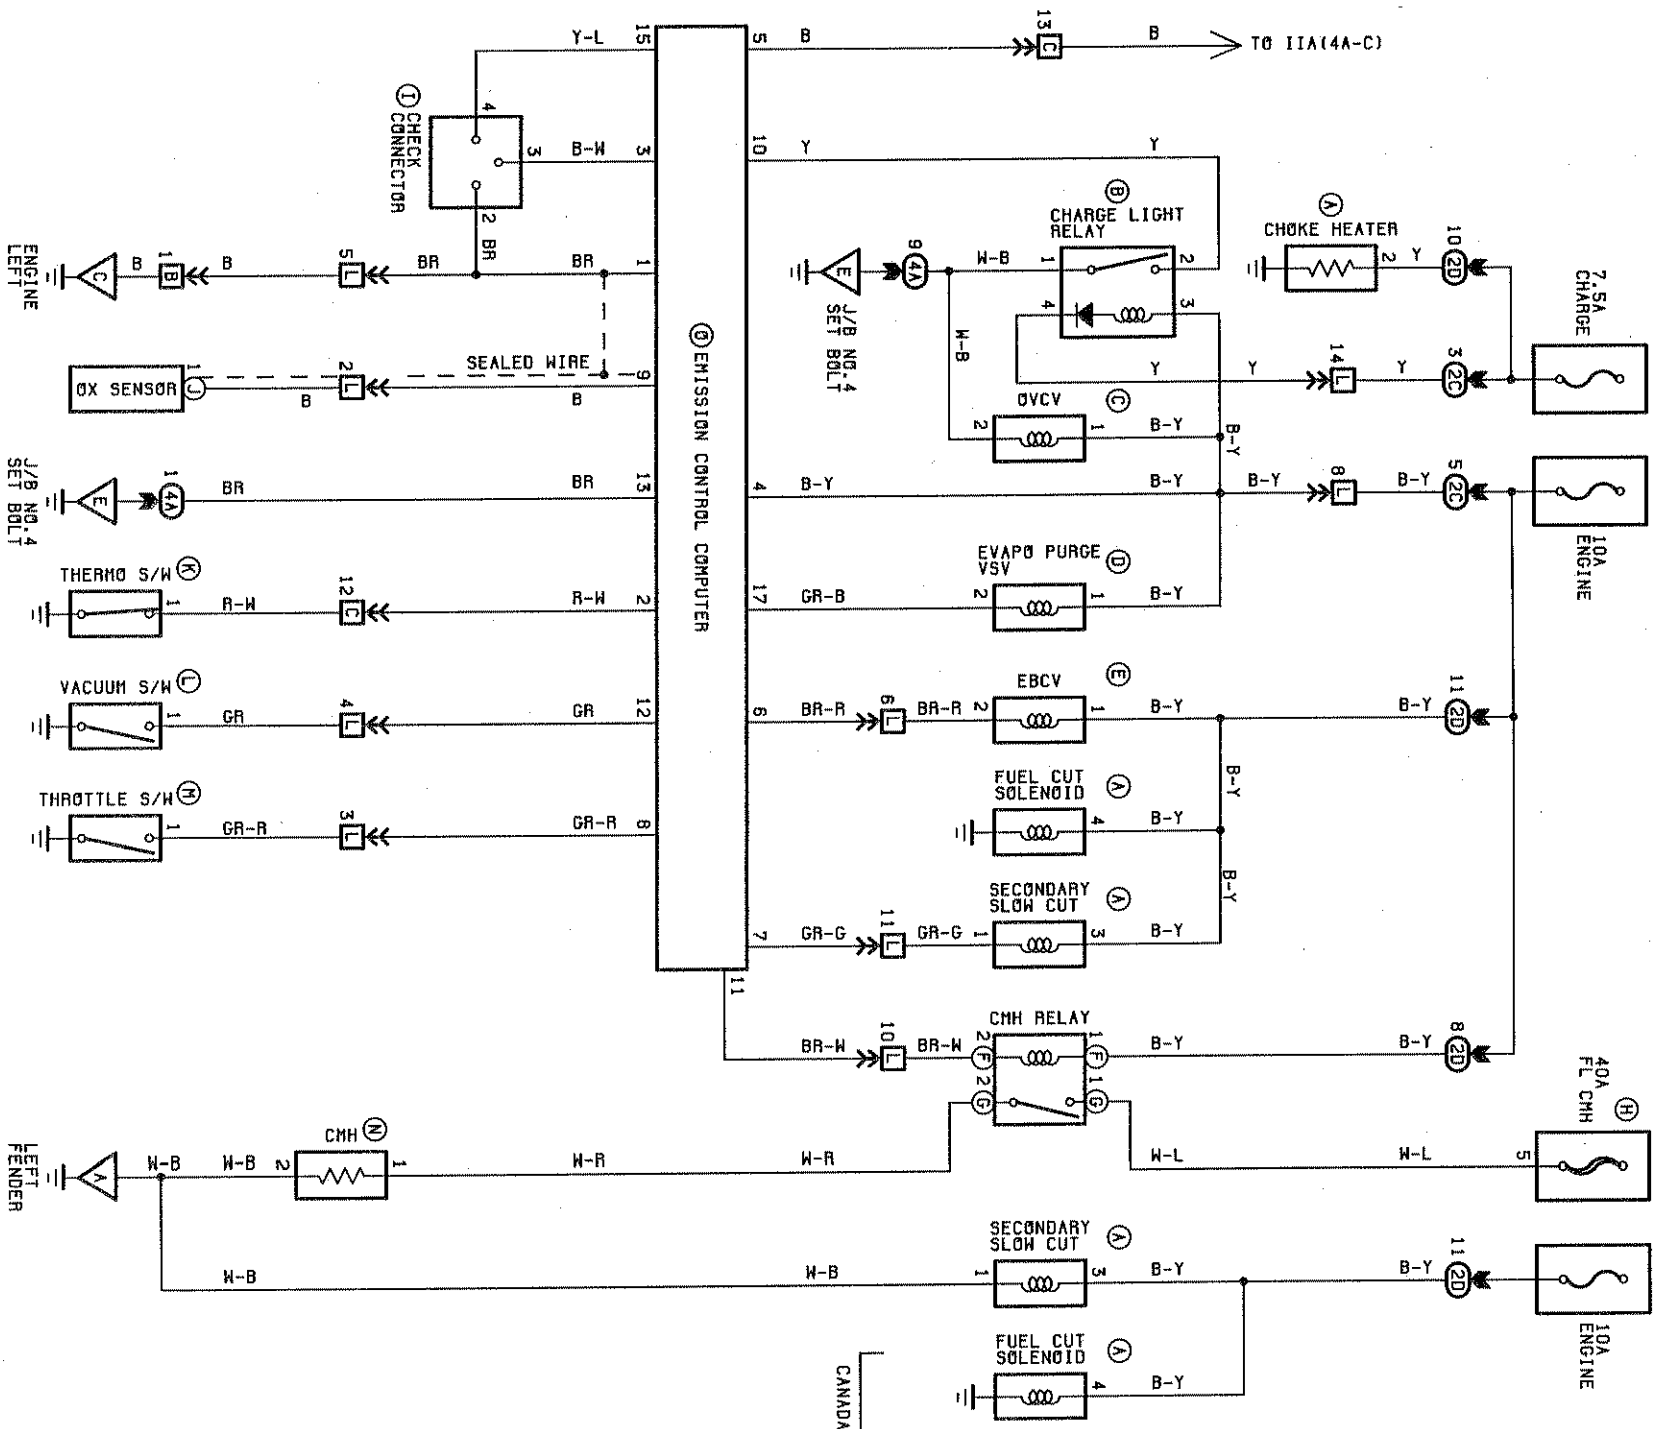 15
Y-L
5
B
13
C
B
TO IIA(4A-C)
I
CHECK
CONNECTOR
4
3
B-W
3
2
BR
10
Y
Y
B
CHARGE LIGHT
RELAY
A
CHOKE HEATER
2
Y
10
2D
7.5A
CHARGE
ENGINE
LEFT
C
B
1
B
B
5
L
BR
BR
1
E
J/B NO.4
SET BOLT
9
4A
W-B
1
2
4
3
W-B
Y
Y
14
L
Y
3
2C
0
EMISSION CONTROL COMPUTER
OX SENSOR
1
J
B
2
L
SEALED WIRE
B
9
OVCV
C
2
1
B-Y
B-Y
10A
ENGINE
J/B NO.4
SET BOLT
E
1
4A
BR
BR
13
4
B-Y
B-Y
B-Y
8
L
B-Y
5
2C
EVAPO PURGE
VSV
D
THERMO S/W
K
1
R-W
12
C
R-W
2
17
GR-B
2
1
B-Y
VACUUM S/W
L
1
GR
4
L
GR
12
6
BR-R
6
L
BR-R
EBCV
E
2
1
B-Y
B-Y
11
2D
FUEL CUT
SOLENOID
A
4
B-Y
B-Y
THROTTLE S/W
M
1
GR-R
3
L
GR-R
8
SECONDARY
SLOW CUT
A
B-Y
7
GR-G
11
L
GR-G
1
3
B-Y
11
BR-W
10
L
BR-W
CMH RELAY
2
F
1
F
B-Y
B-Y
8
2D
2
G
1
G
40A
FL CMH
H
LEFT
FENDER
A
W-B
W-B
2
CMH
N
1
W-R
W-R
W-L
W-L
5
W-B
W-B
SECONDARY
SLOW CUT
A
1
3
B-Y
B-Y
11
2D
10A
ENGINE
FUEL CUT
SOLENOID
A
4
B-Y
CANADA